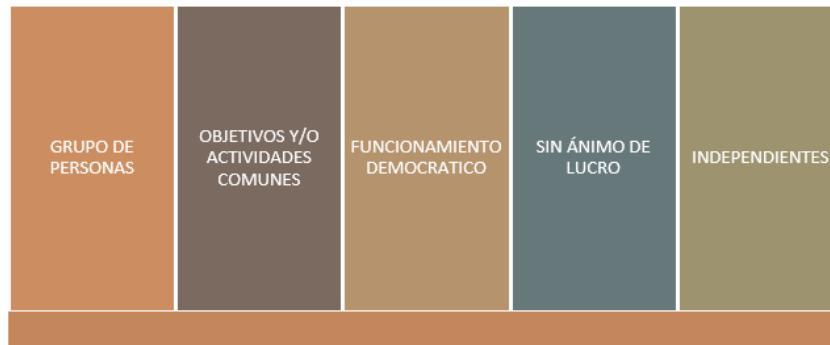 GRUPO DE
PERSONAS
OBJETIVOS Y/O
ACTIVIDADES
COMUNES
FUNCIONAMIENTO
DEMOCRATICO
SIN ÁNIMO DE
LUCRO
INDEPENDIENTES